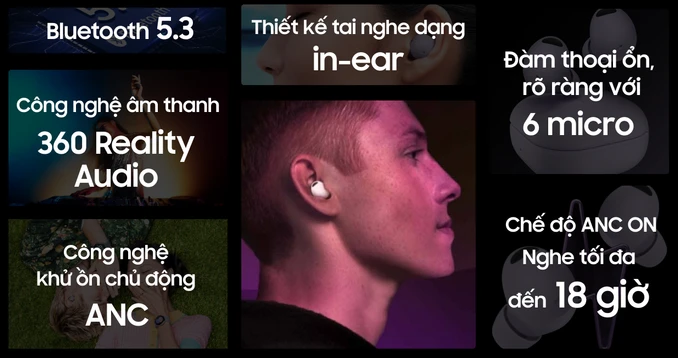 Bluetooth 5.3
Công nghệ âm thanh
360 Reality
Audio
Công nghệ
khử ồn chủ động
ANC
Thiết kế tai nghe dạng
in-ear
Đàm thoại ổn,
rõ ràng với
6 micro
Chế độ ANC ON
Nghe tối đa
đến 18 giờ